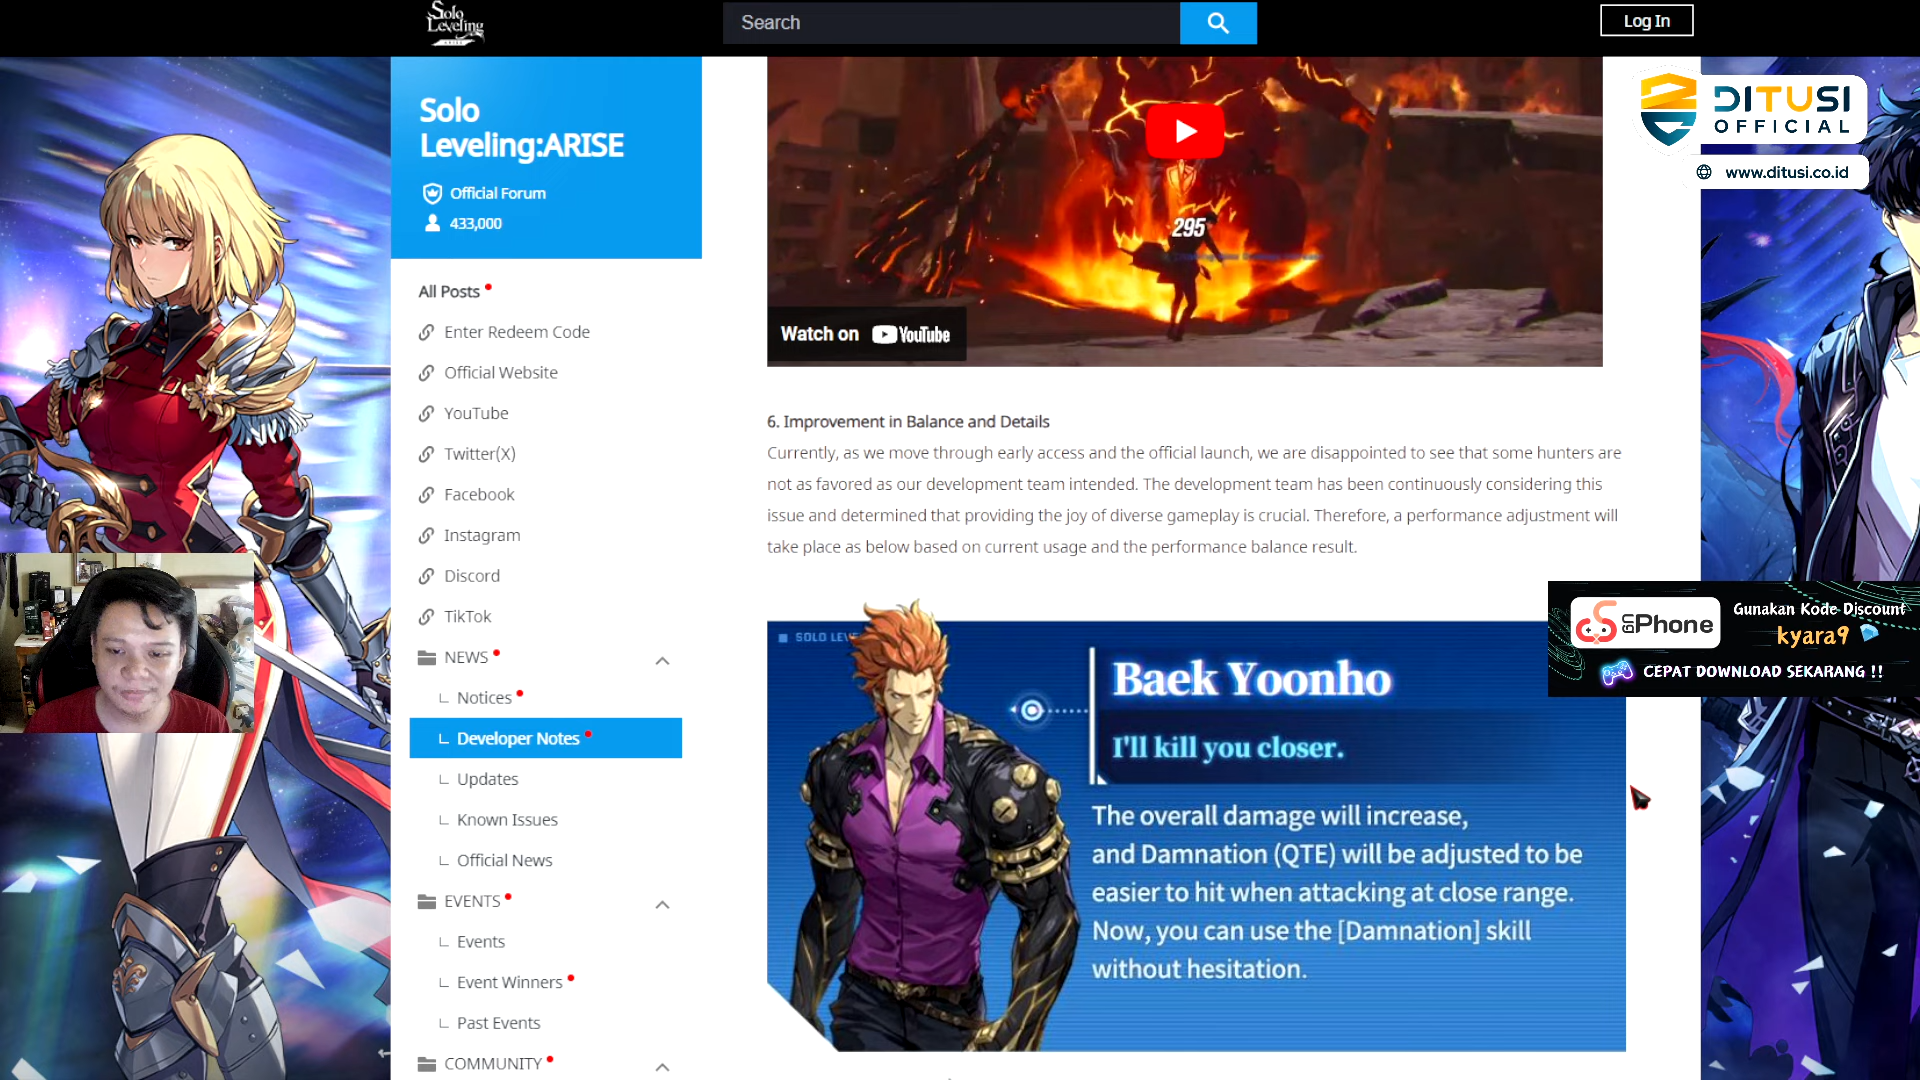 Solo
Leveling
ARISE
Search
Log In
DITUSI
OFFICIAL
www.ditusi.co.id
Solo
Leveling:ARISE
Official Forum
433,000
All Posts
Enter Redeem Code
Official Website
YouTube
Twitter(X)
Facebook
Instagram
Discord
TikTok
NEWS
Notices
Developer Notes
Updates
Known Issues
Official News
EVENTS
Events
Event Winners
Past Events
COMMUNITY
295
Watch on YouTube
6. Improvement in Balance and Details
Currently, as we move through early access and the official launch, we are disappointed to see that some hunters are
not as favored as our development team intended. The development team has been continuously considering this
issue and determined that providing the joy of diverse gameplay is crucial. Therefore, a performance adjustment will
take place as below based on current usage and the performance balance result.
UgPhone
Gunakan Kode Discount
kyara9
CEPAT DOWNLOAD SEKARANG !!
SOLO LEV
Baek Yoonho
I'll kill you closer.
The overall damage will increase,
and Damnation (QTE) will be adjusted to be
easier to hit when attacking at close range.
Now, you can use the [Damnation] skill
without hesitation.